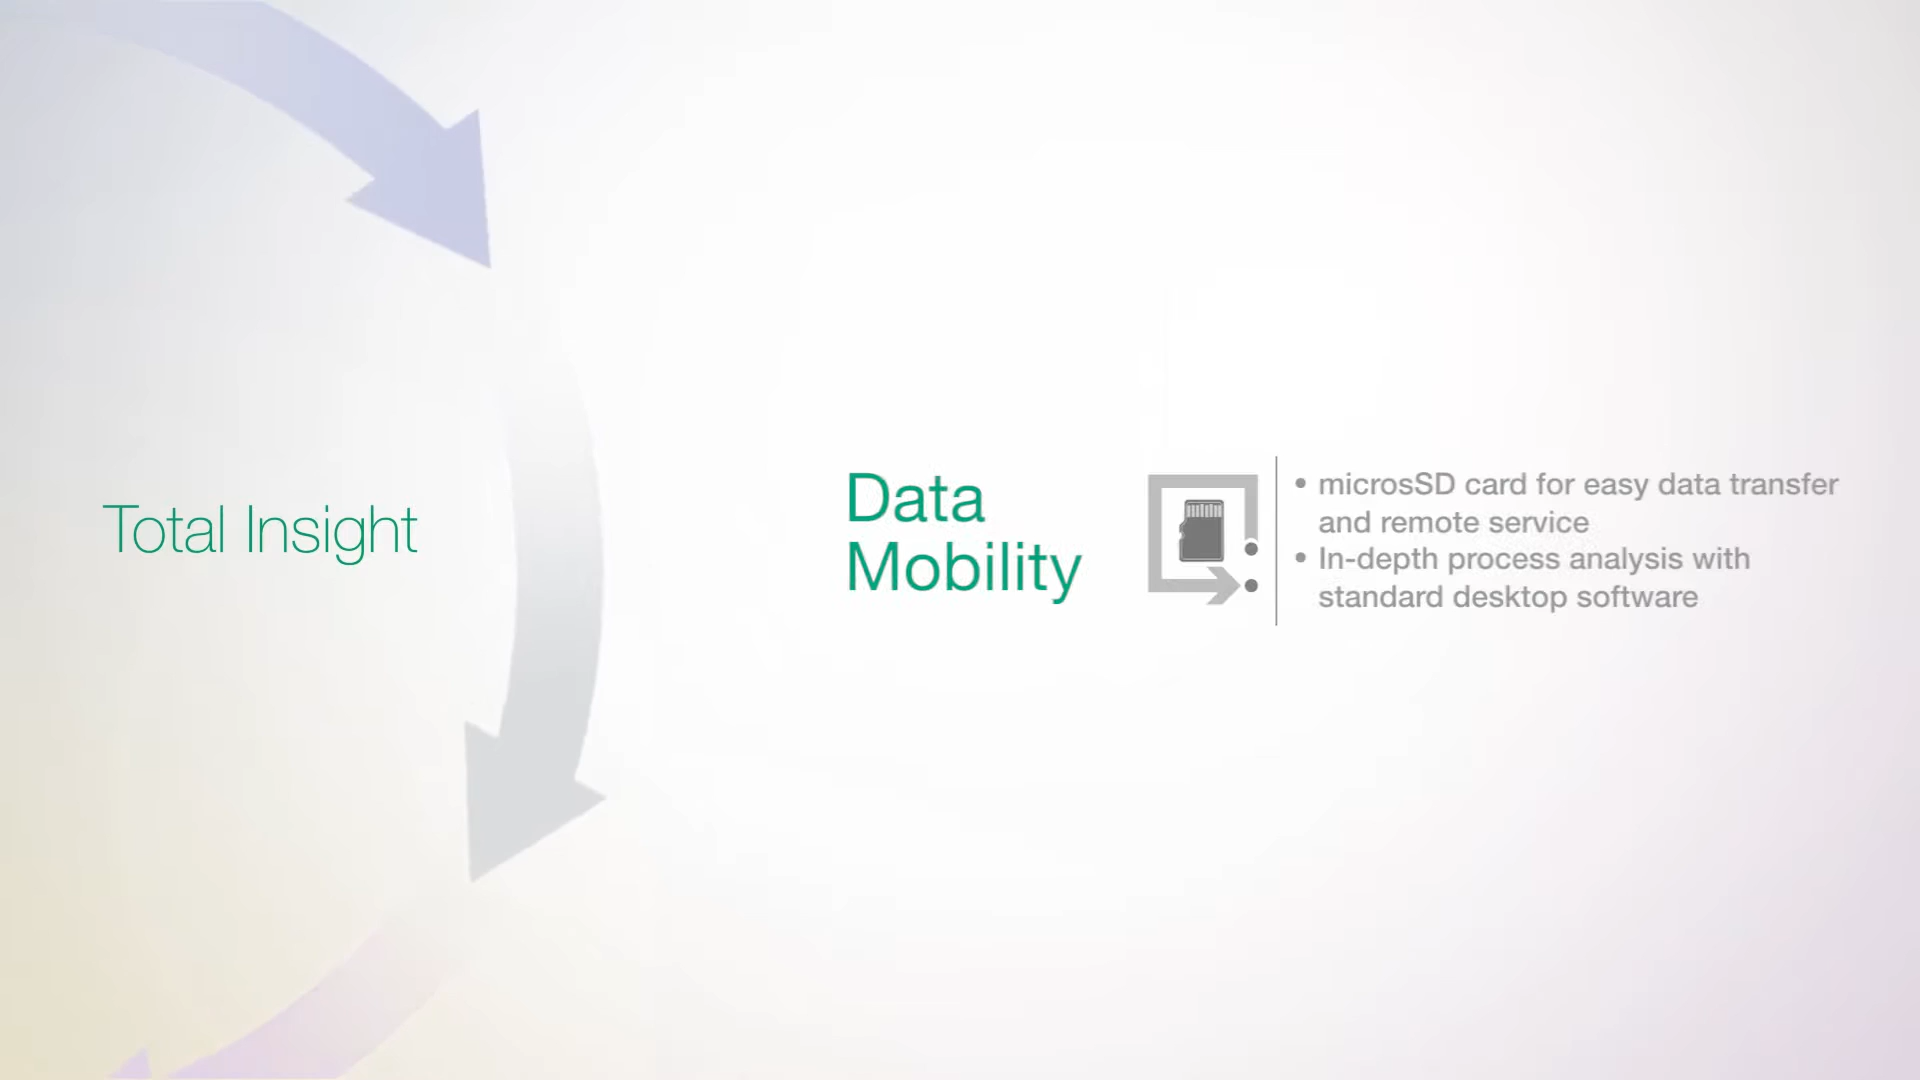 Total Insight
Data
Mobility
• microsSD card for easy data transfer
and remote service
• In-depth process analysis with
standard desktop software